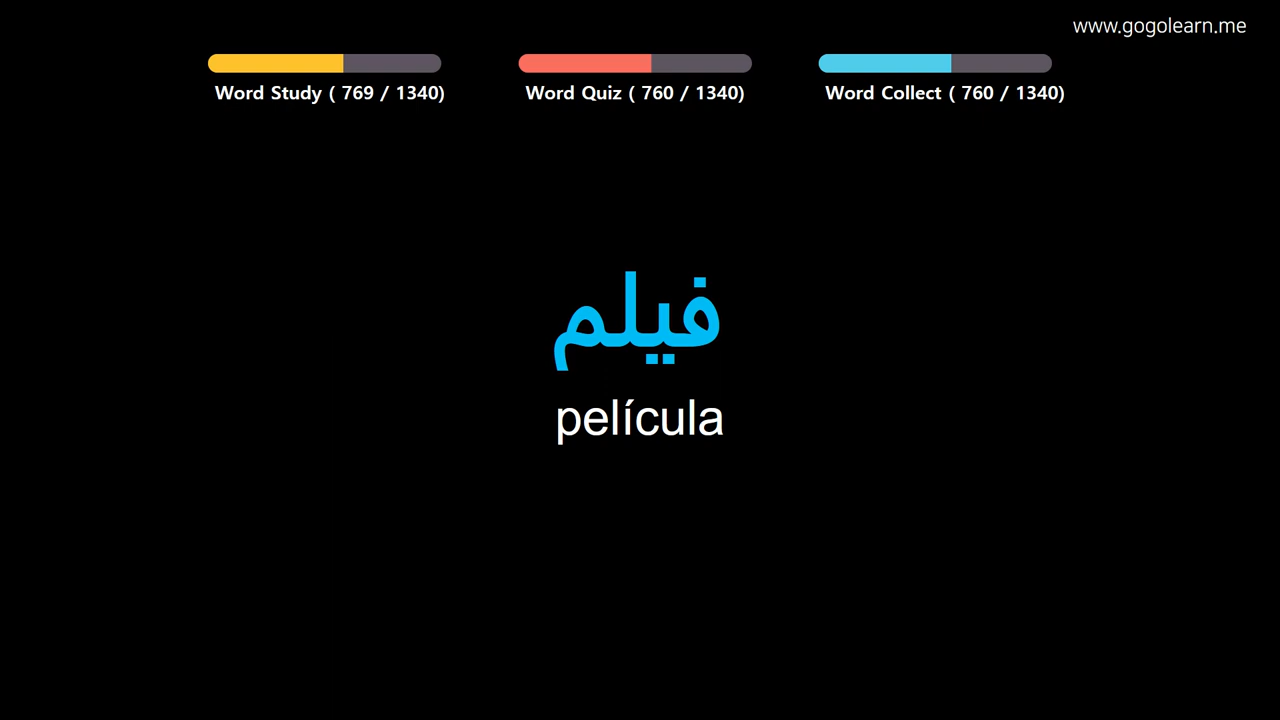 www.gogolearn.me
Word Study ( 769 / 1340)
Word Quiz ( 760 / 1340)
Word Collect ( 760 / 1340)
فيلم
película